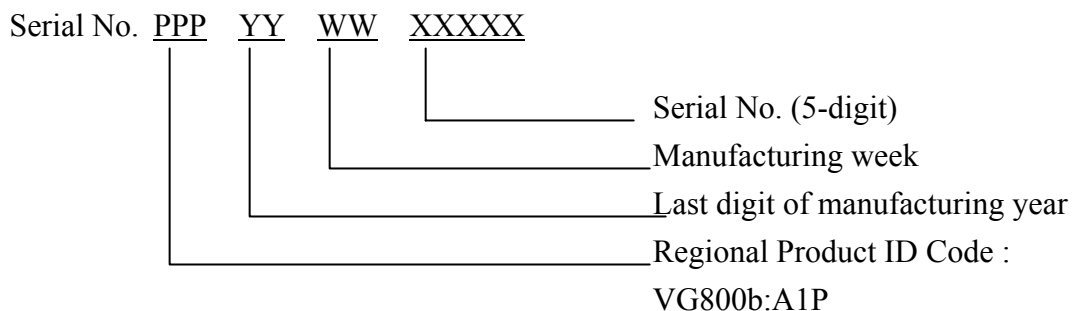 Serial No. PPP YY WW XXXXX
Serial No. (5-digit)
Manufacturing week
Last digit of manufacturing year
Regional Product ID Code :
VG800b:A1P